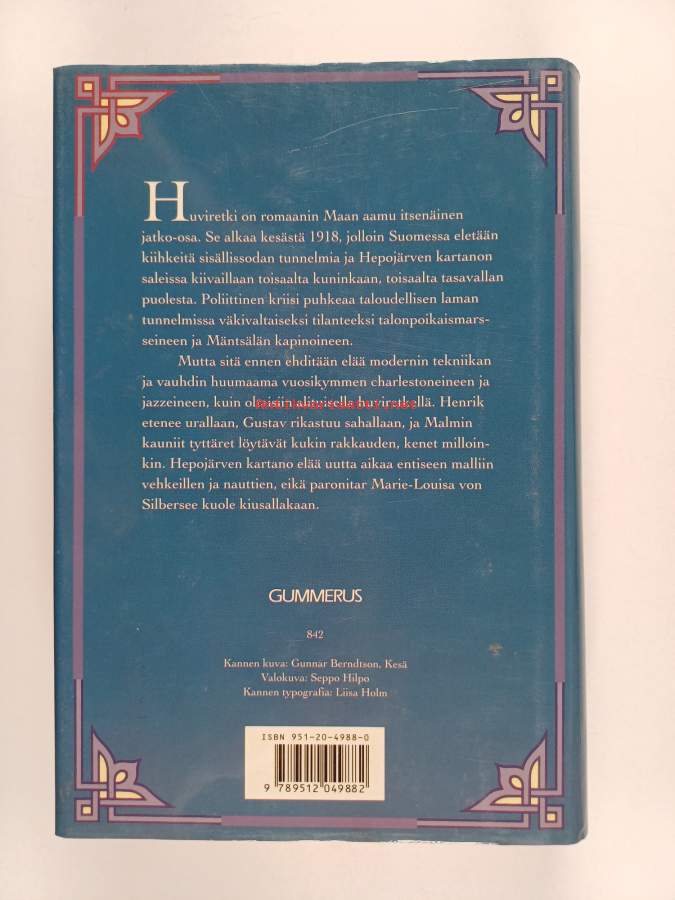 Huviretki on romaanin Maan aamu itsenäinen
jatko-osa. Se alkaa kesästä 1918, jolloin Suomessa eletään
kiihkeitä sisällissodan tunnelmia ja Hepojärven kartanon
saleissa kiivaillaan toisaalta kuninkaan, toisaalta tasavallan
puolesta. Poliittinen kriisi puhkeaa taloudellisen laman
tunnelmissa väkivaltaiseksi tilanteeksi talonpoikaismars-
seineen ja Mäntsälän kapinoineen.
Mutta sitä ennen ehditään elää modernin tekniikan
ja vauhdin huumaama vuosikymmen charlestoneineen ja
jazzeineen, kuin oltaisiin huviretkellä. Henrik
etenee urallaan, Gustav rikastuu sahallaan, ja Malmin
kauniit tyttäret löytävät kukin rakkauden, kenet milloin-
kin. Hepojärven kartano elää uutta aikaa entiseen malliin
vehkeillen ja nauttien, eikä paronitar Marie-Louisa von
Silbersee kuole kiusallakaan.
GUMMERUS
842
Kannen kuva: Gunnar Berndtson, Kesä
Valokuva: Seppo Hilpo
Kannen typografia: Liisa Holm
ISBN 951-20-4988-0
9 789512 049882